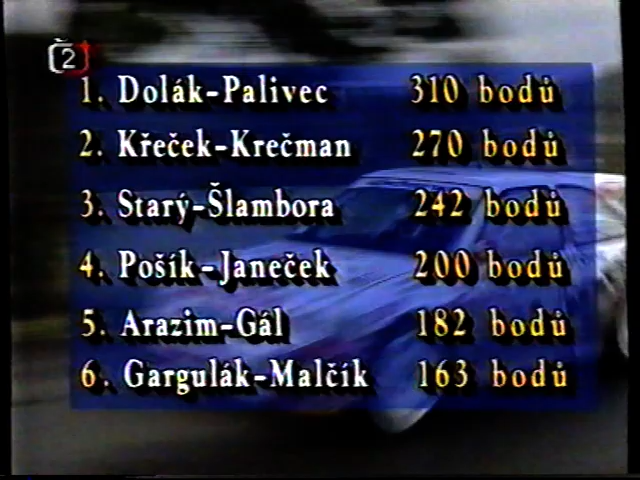 2
1. Dolák-Palivec 310 bodů
2. Křeček-Krečman 270 bodů
3. Starý-Šlambora 242 bodů
4. Pošík-Janeček 200 bodů
5. Arazim-Gál 182 bodů
6. Gargulák-Malčík 163 bodů